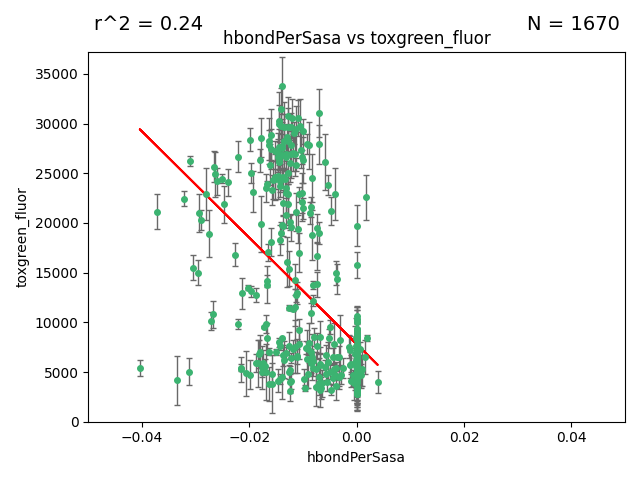 r^2 = 0.24
N = 1670
hbondPerSasa vs toxgreen_fluor
35000
30000
25000
20000
15000
10000
5000
0
toxgreen_fluor
−0.04
−0.02
0.00
0.02
0.04
hbondPerSasa